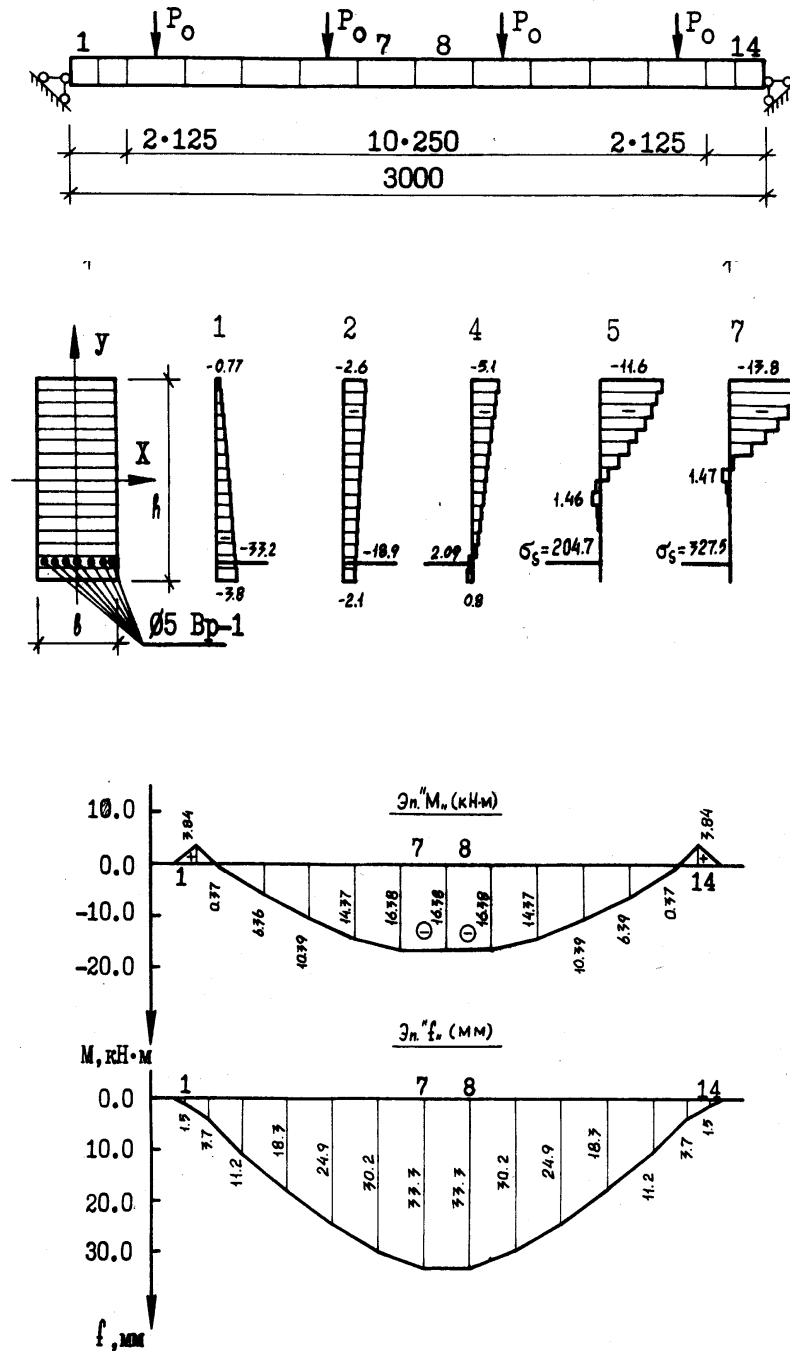 P₀ P₀ P₀ P₀
1 7 8 14
2·125 10·250 2·125
3000
1 2 4 5 7
y
-0.77 -2.6 -5.1 -11.6 -13.8
X
h
1.46 1.47
-33.2 -18.9 2.09 σs=204.7 σs=327.5
-3.8 -2.1 0.8
в
Ø5 Вр-1
Эп."М" (кН·м)
10.0
0.0
-10.0
-20.0
7 8
1 14
3.84 0.37 6.36 10.39 14.37 16.38 16.38 16.38 14.37 10.39 6.39 0.37 3.84
М,кН·м
Эп."f" (мм)
1 7 8 14
0.0
10.0
20.0
30.0
1.5 3.7 11.2 18.3 24.9 30.2 33.3 33.3 30.2 24.9 18.3 11.2 3.7 1.5
f,мм